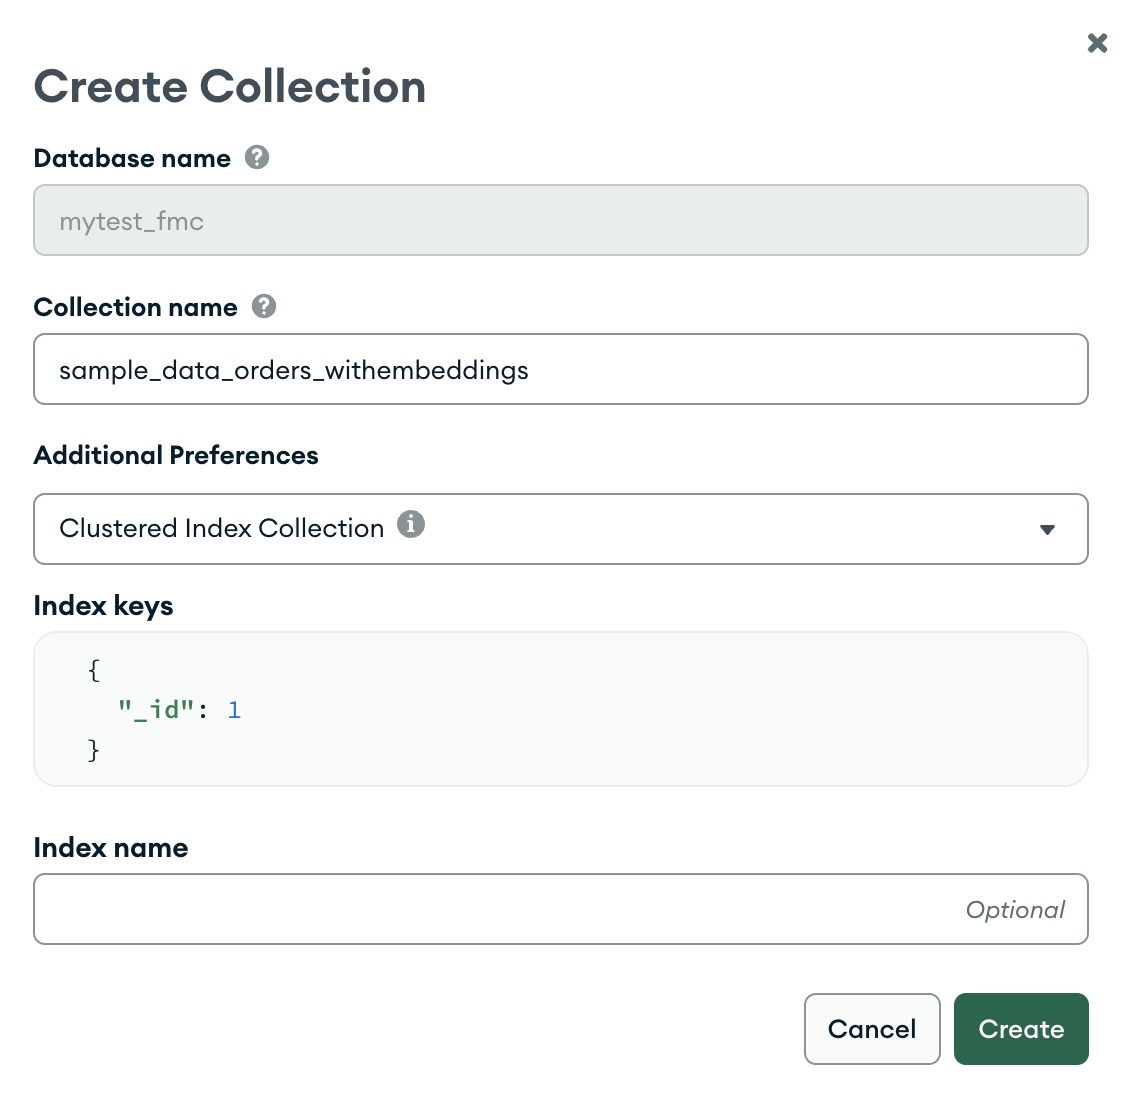 Create Collection
Database name
mytest_fmc
Collection name
sample_data_orders_withembeddings
Additional Preferences
Clustered Index Collection
Index keys
{
"_id": 1
}
Index name
Optional
Cancel Create